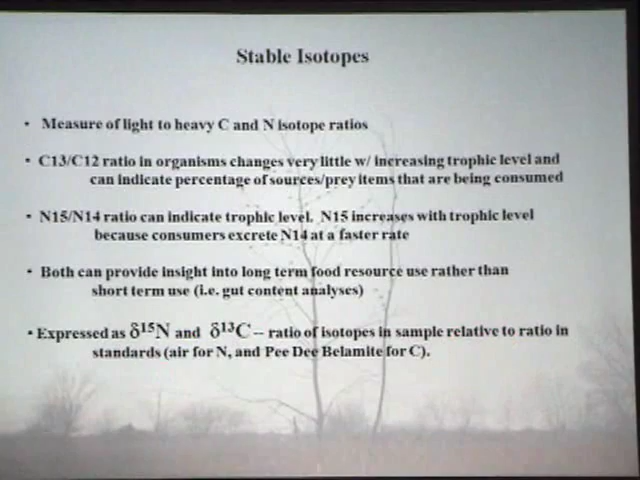 Stable Isotopes
• Measure of light to heavy C and N isotope ratios
• C13/C12 ratio in organisms changes very little w/ increasing trophic level and
can indicate percentage of sources/prey items that are being consumed
• N15/N14 ratio can indicate trophic level. N15 increases with trophic level
because consumers excrete N14 at a faster rate
• Both can provide insight into long term food resource use rather than
short term use (i.e. gut content analyses)
• Expressed as δ¹⁵N and δ¹³C – ratio of isotopes in sample relative to ratio in
standards (air for N, and Pee Dee Belamite for C).